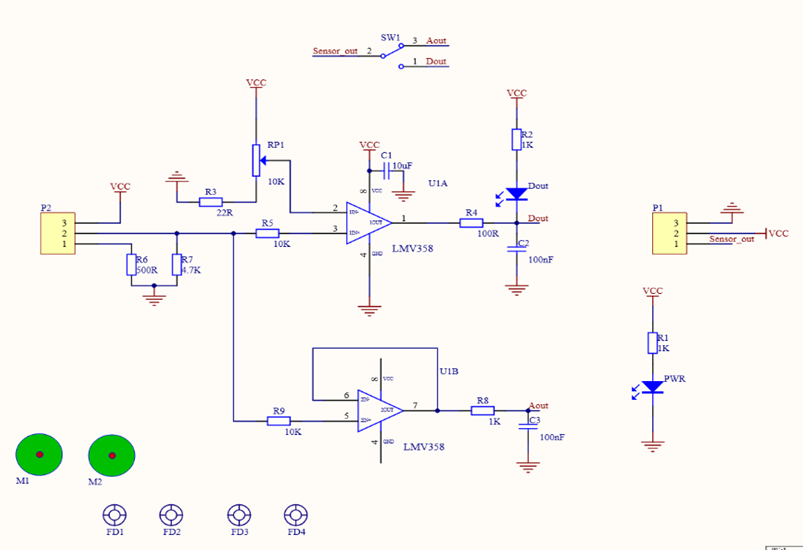 SW1
3 Aout
Sensor_out 2
1 Dout
VCC
VCC
R2
1K
RP1
10K
VCC
C1
10uF
R3
22R
U1A
8
VCC
2
3
1
1OUT
4
GND
LMV358
R4
100R
Dout
Dout
C2
100nF
P2
3
2
1
VCC
R5
10K
R6
500R
R7
4.7K
P1
3
2
1
VCC
Sensor_out
VCC
R1
1K
PWR
U1B
8
VCC
6
5
7
2OUT
4
GND
LMV358
R9
10K
R8
1K
Aout
C3
100nF
M1
M2
FD1
FD2
FD3
FD4